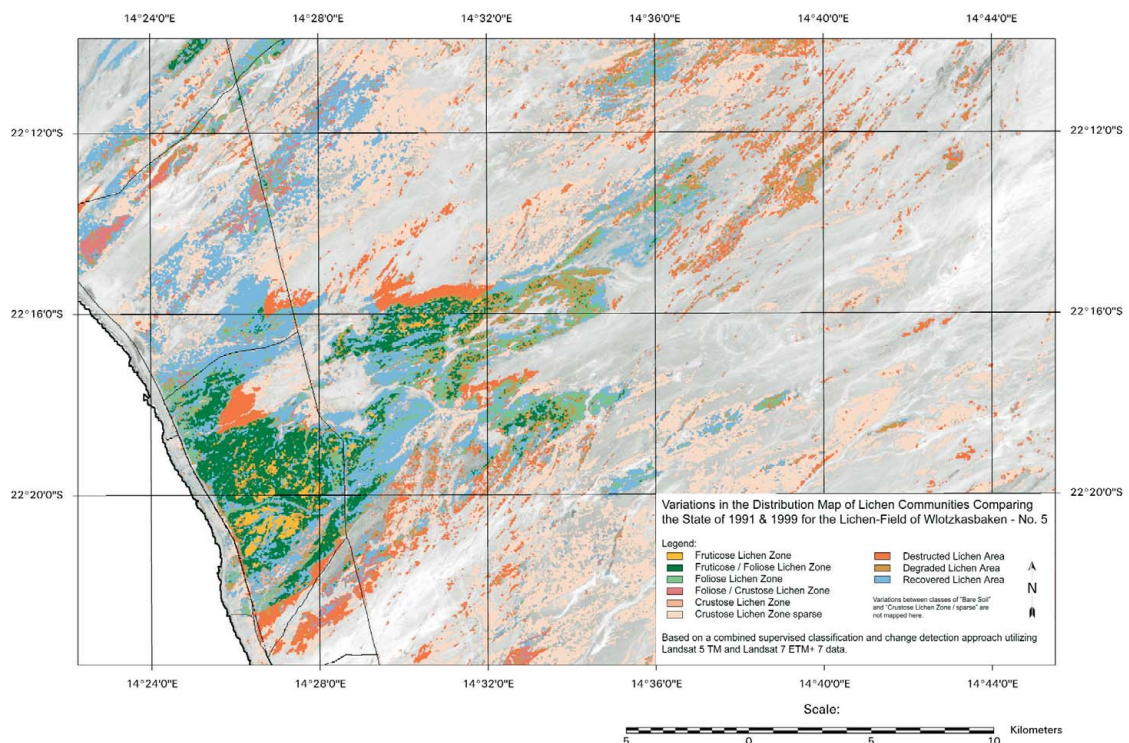 14°24'0"E 14°28'0"E 14°32'0"E 14°36'0"E 14°40'0"E 14°44'0"E
22°12'0"S 22°12'0"S
22°16'0"S 22°16'0"S
22°20'0"S 22°20'0"S
Variations in the Distribution Map of Lichen Communities Comparing
the State of 1991 & 1999 for the Lichen-Field of Wlotzkasbaken - No. 5
Legend:
Fruticose Lichen Zone
Fruticose / Foliose Lichen Zone
Foliose Lichen Zone
Foliose / Crustose Lichen Zone
Crustose Lichen Zone
Crustose Lichen Zone sparse
Destructed Lichen Area
Degraded Lichen Area
Recovered Lichen Area
Variations between classes of "Bare Soil"
and "Crustose Lichen Zone / sparse" are
not mapped here.
N
Based on a combined supervised classification and change detection approach utilizing
Landsat 5 TM and Landsat 7 ETM+ 7 data.
14°24'0"E 14°28'0"E 14°32'0"E 14°36'0"E 14°40'0"E 14°44'0"E
Scale:
Kilometers
5 0 5 10